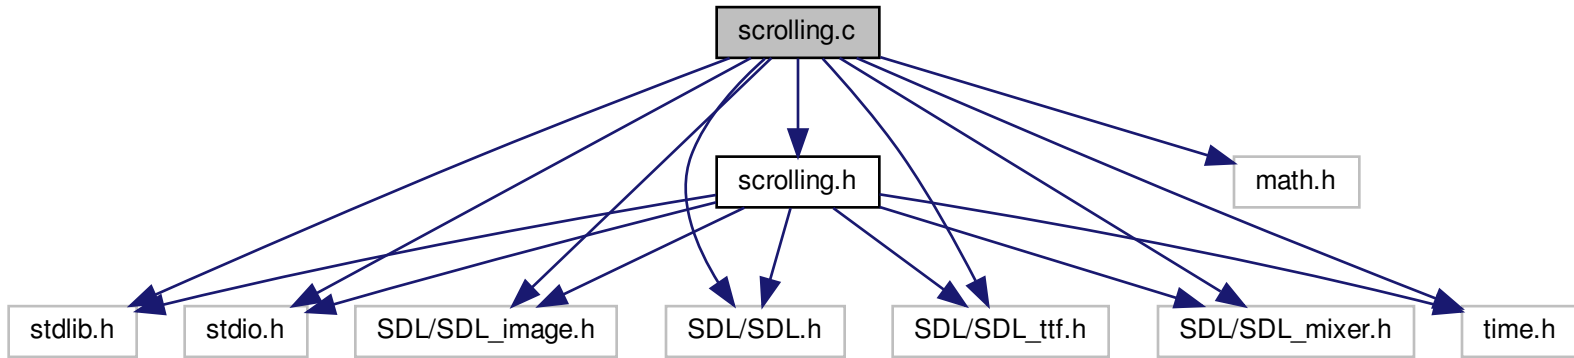 scrolling.c
scrolling.h
math.h
stdlib.h
stdio.h
SDL/SDL_image.h
SDL/SDL.h
SDL/SDL_ttf.h
SDL/SDL_mixer.h
time.h